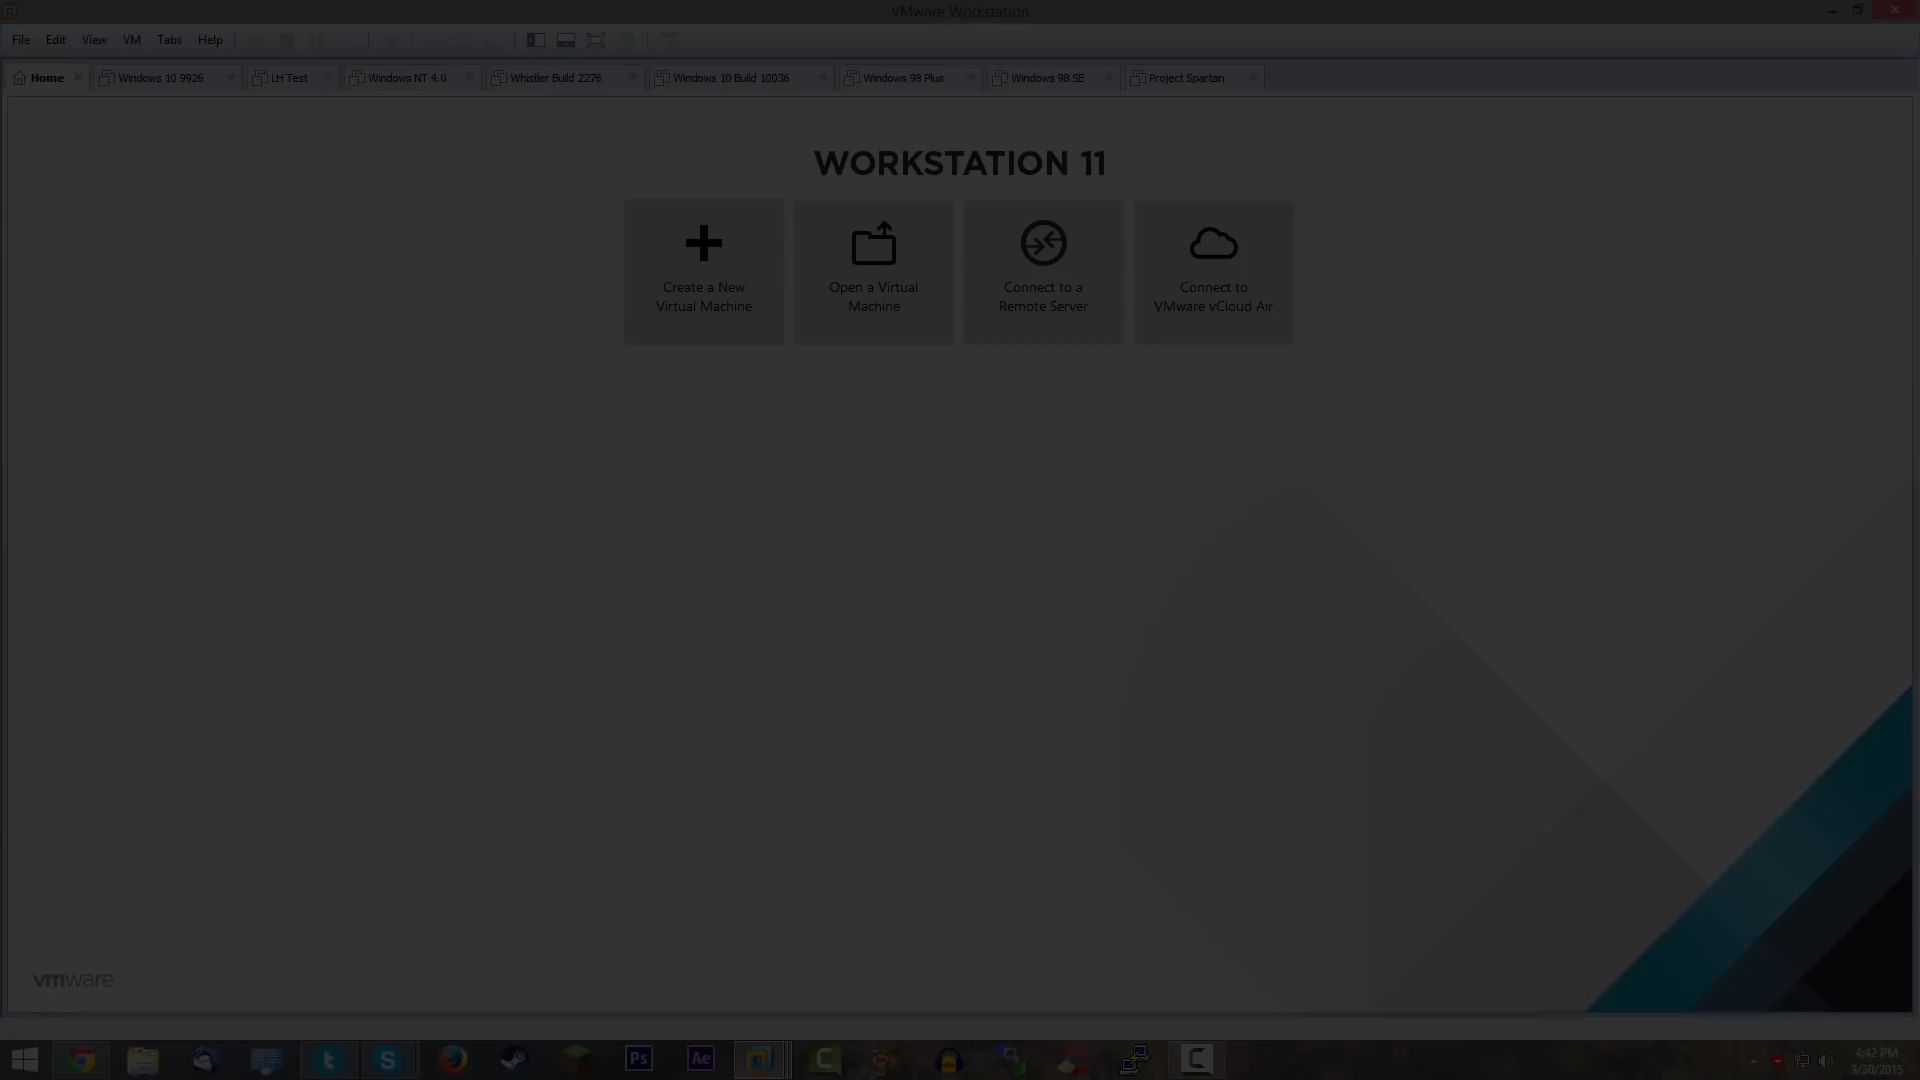 VMware Workstation
File Edit View VM Tabs Help
Home Windows 10 9926 LH Test Windows NT 4.0 Whistler Build 2276 Windows 10 Build 10036 Windows 98 Plus Windows 98 SE Project Spartan
WORKSTATION 11
Create a New
Virtual Machine
Open a Virtual
Machine
Connect to a
Remote Server
Connect to
VMware vCloud Air
vmware
Ps Ae
4:42 PM
3/30/2015